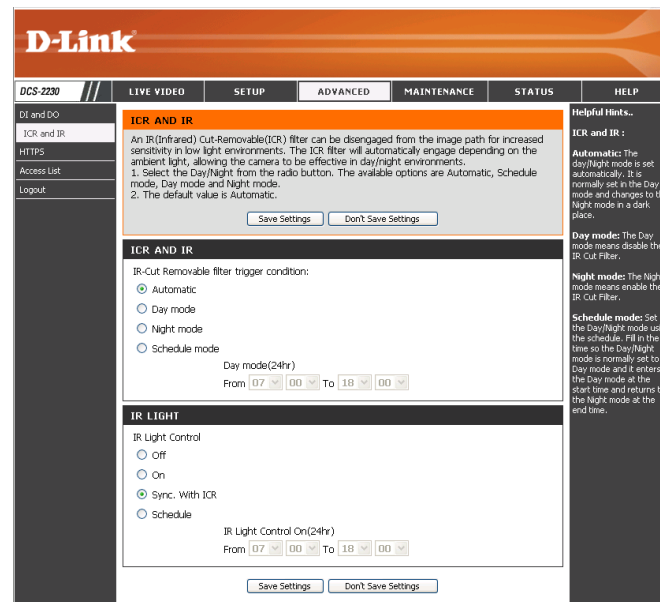 D-Link
DCS-2230
LIVE VIDEO
SETUP
ADVANCED
MAINTENANCE
STATUS
HELP
DI and DO
ICR and IR
HTTPS
Access List
Logout
ICR AND IR
An IR(Infrared) Cut-Removable(ICR) filter can be disengaged from the image path for increased
sensitivity in low light environments. The ICR filter will automatically engage depending on the
ambient light, allowing the camera to be effective in day/night environments.
1. Select the Day/Night from the radio button. The available options are Automatic, Schedule
mode, Day mode and Night mode.
2. The default value is Automatic.
Save Settings
Don't Save Settings
ICR AND IR
IR-Cut Removable filter trigger condition:
Automatic
Day mode
Night mode
Schedule mode
Day mode(24hr)
From 07 00 To 18 00
IR LIGHT
IR Light Control
Off
On
Sync. With ICR
Schedule
IR Light Control On(24hr)
From 07 00 To 18 00
Save Settings
Don't Save Settings
Helpful Hints..
ICR and IR :
Automatic: The
day/Night mode is set
automatically. It is
normally set in the Day
mode and changes to
Night mode in a dark
place.
Day mode: The Day
mode means disable the
IR Cut Filter.
Night mode: The
mode means enable the
IR Cut Filter.
Schedule mode: Set
the Day/Night mode
the schedule. Fill in the
time so the Day/Night
mode is normally set to
Day mode and it enters
the Day mode at the
start time and returns
the Night mode at the
end time.